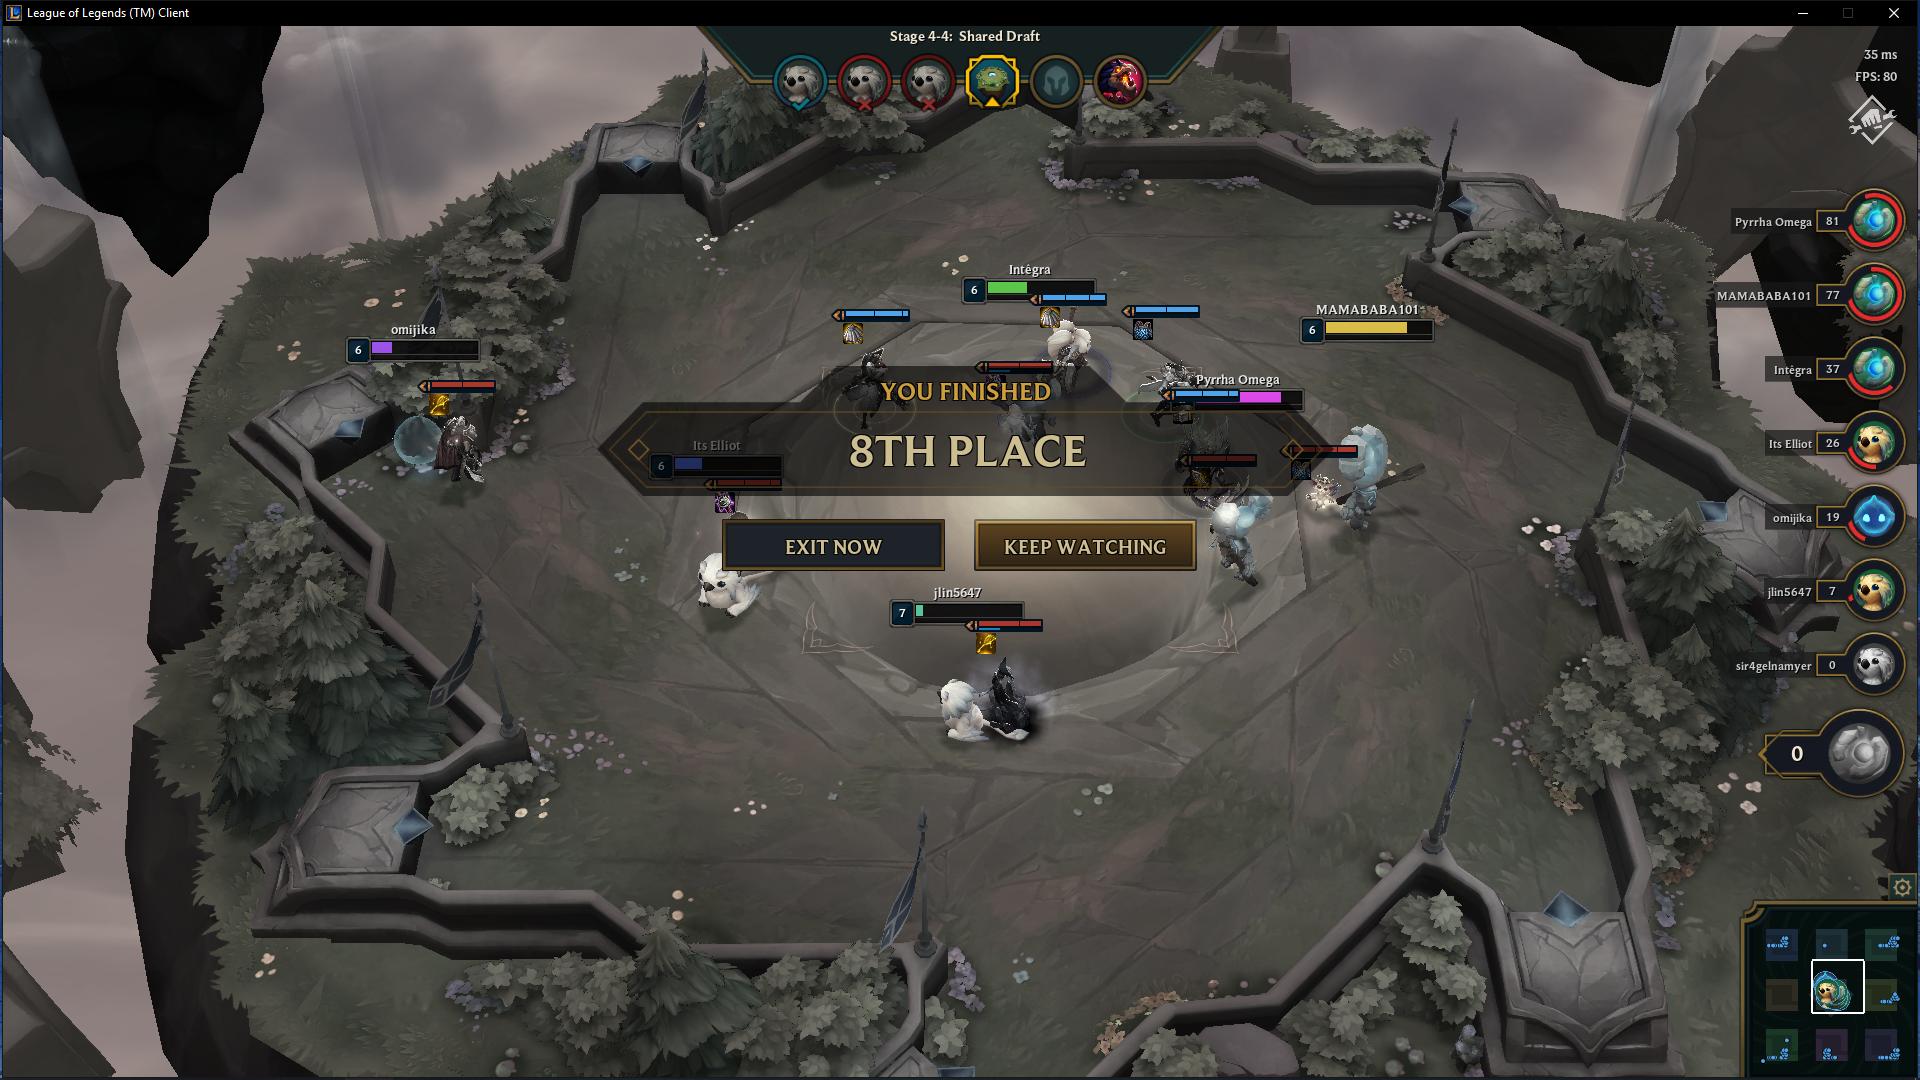 League of Legends (TM) Client
Stage 4-4: Shared Draft
35 ms
FPS: 80
Pyrrha Omega 81
Intêgra
6
MAMABABA101 77
MAMABABA101
6
omijika
6
Intêgra 37
Pyrrha Omega
YOU FINISHED
Its Elliot
6
8TH PLACE
Its Elliot 26
omijika 19
EXIT NOW
KEEP WATCHING
jlin5647
7
jlin5647 7
sir4gelnamyer 0
0